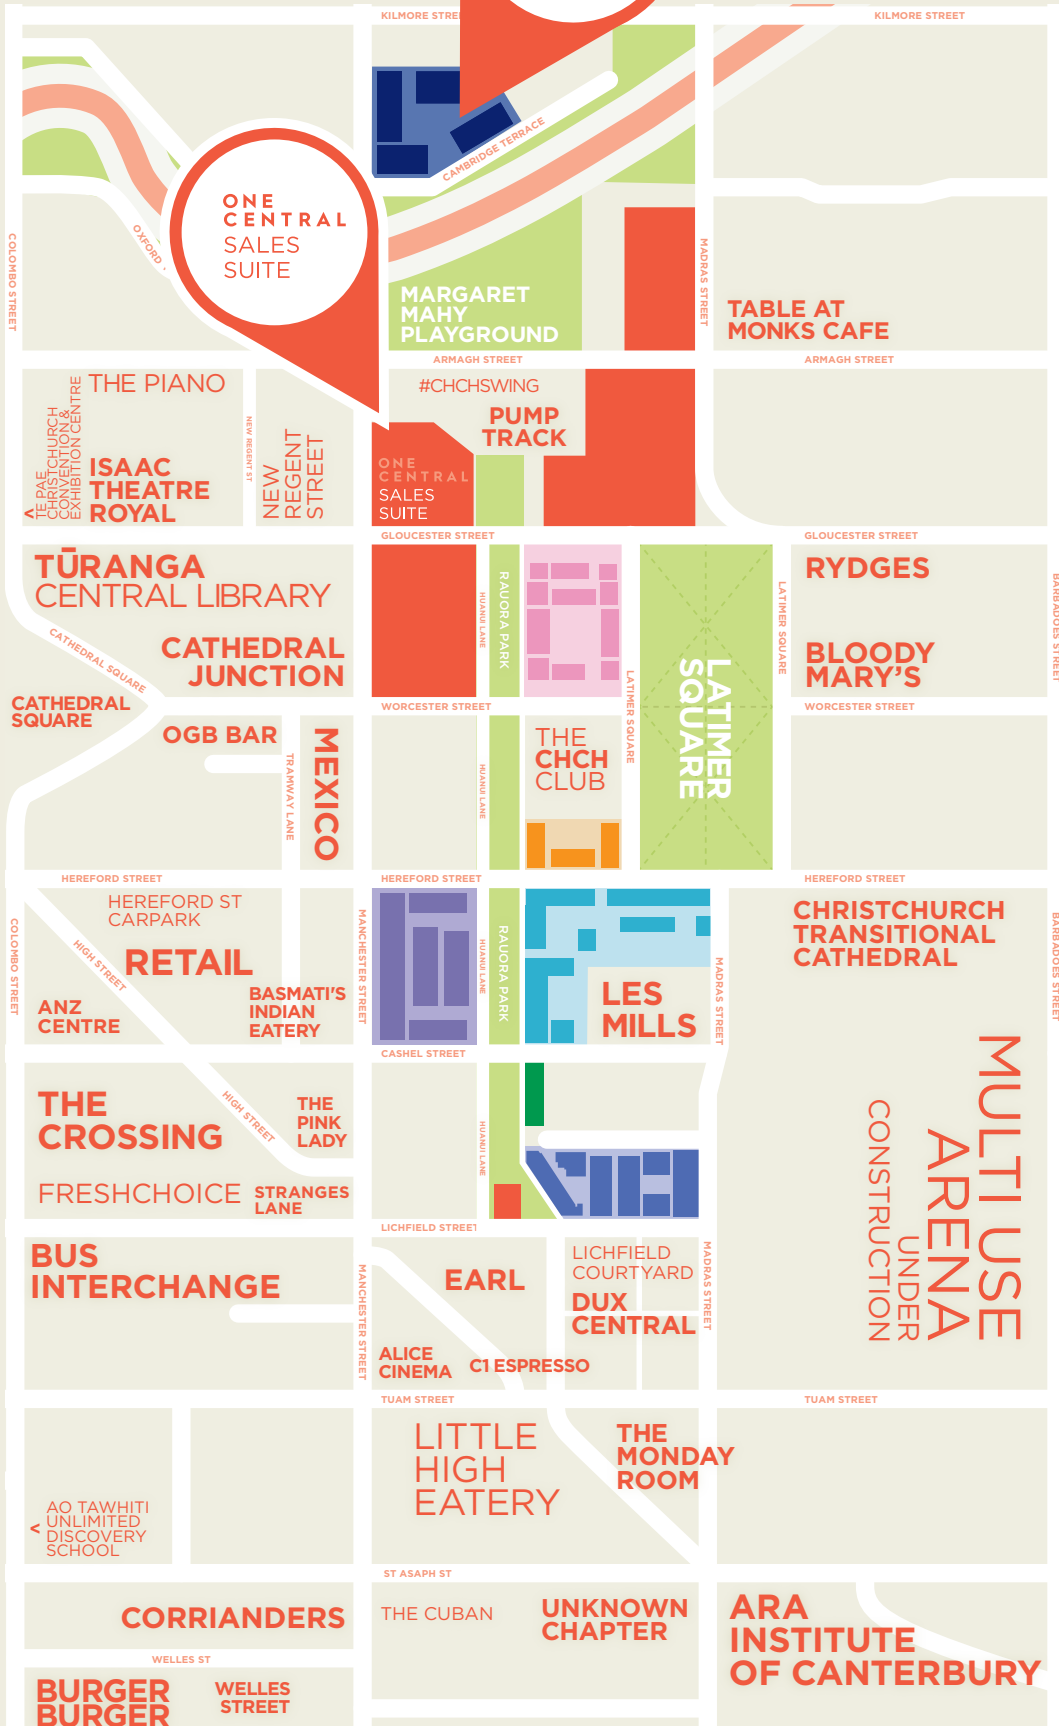 KILMORE STREE
KILMORE STREET
CAMBRIDGE TERRACE
ONE
CENTRAL
SALES
SUITE
OXFORD
COLOMBO STREET
MADRAS STREET
MARGARET
MAHY
PLAYGROUND
TABLE AT
MONKS CAFE
ARMAGH STREET
ARMAGH STREET
THE PIANO
< TE PAE
CHRISTCHURCH
CONVENTION &
EXHIBITION CENTRE
ISAAC
THEATRE
ROYAL
NEW REGENT ST
NEW
REGENT
STREET
#CHCHSWING
PUMP
TRACK
ONE
CENTRAL
SALES
SUITE
GLOUCESTER STREET
GLOUCESTER STREET
TŪRANGA
CENTRAL LIBRARY
CATHEDRAL SQUARE
CATHEDRAL
JUNCTION
CATHEDRAL
SQUARE
HUANUI LANE
RAUORA PARK
LATIMER SQUARE
LATIMER
SQUARE
LATIMER SQUARE
RYDGES
BLOODY
MARY'S
BARBADOES STREET
WORCESTER STREET
WORCESTER STREET
OGB BAR
TRAMWAY LANE
MEXICO
HUANUI LANE
THE
CHCH
CLUB
HEREFORD STREET
HEREFORD STREET
HEREFORD STREET
HEREFORD ST
CARPARK
HIGH STREET
RETAIL
COLOMBO STREET
ANZ
CENTRE
BASMATI'S
INDIAN
EATERY
MANCHESTER STREET
HUANUI LANE
RAUORA PARK
LES
MILLS
MADRAS STREET
CHRISTCHURCH
TRANSITIONAL
CATHEDRAL
BARBADOES STREET
CASHEL STREET
THE
CROSSING
HIGH STREET
THE
PINK
LADY
FRESHCHOICE
STRANGES
LANE
HUANUI LANE
MULTI USE
ARENA
UNDER
CONSTRUCTION
LICHFIELD STREET
BUS
INTERCHANGE
MANCHESTER STREET
EARL
LICHFIELD
COURTYARD
DUX
CENTRAL
MADRAS STREET
ALICE
CINEMA
C1 ESPRESSO
TUAM STREET
TUAM STREET
LITTLE
HIGH
EATERY
THE
MONDAY
ROOM
< AO TAWHITI
UNLIMITED
DISCOVERY
SCHOOL
ST ASAPH ST
CORRIANDERS
THE CUBAN
UNKNOWN
CHAPTER
ARA
INSTITUTE
OF CANTERBURY
WELLES ST
BURGER
BURGER
WELLES
STREET